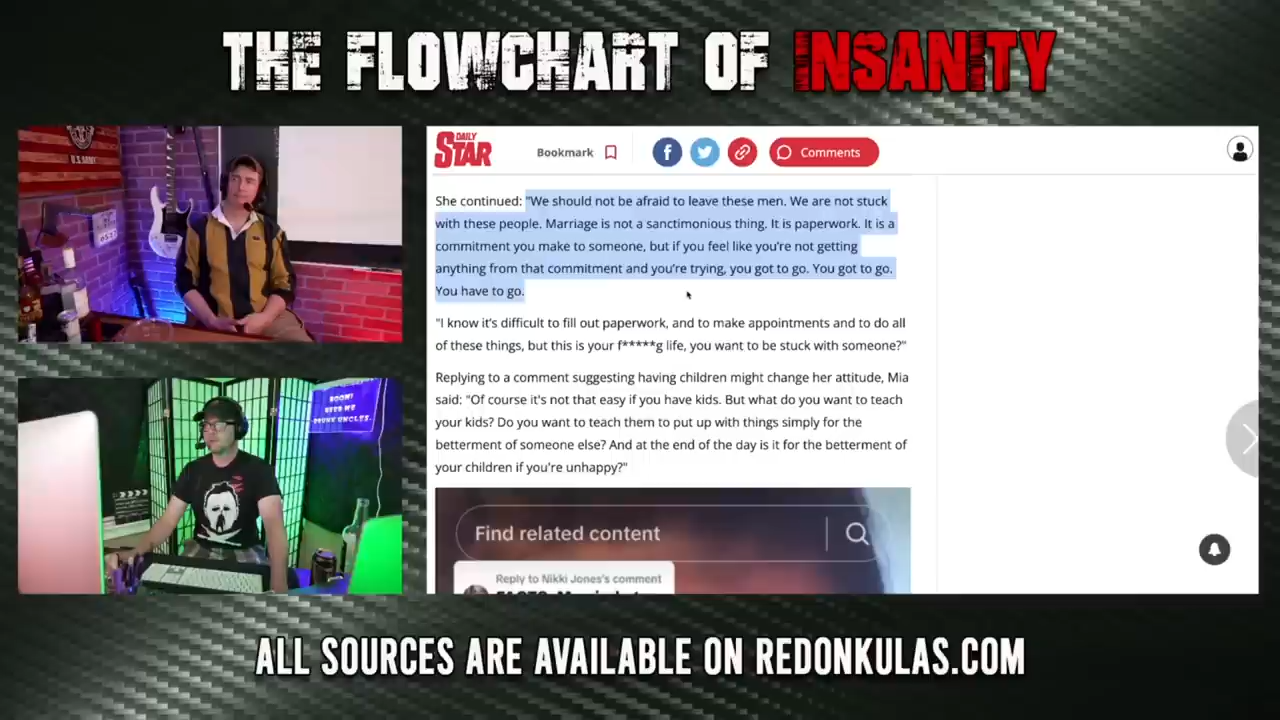 THE FLOWCHART OF INSANITY
U.S. ARMY
DAILY
STAR
Bookmark
Comments
She continued: "We should not be afraid to leave these men. We are not stuck
with these people. Marriage is not a sanctimonious thing. It is paperwork. It is a
commitment you make to someone, but if you feel like you're not getting
anything from that commitment and you're trying, you got to go. You got to go.
You have to go.
"I know it's difficult to fill out paperwork, and to make appointments and to do all
of these things, but this is your f*****g life, you want to be stuck with someone?"
Replying to a comment suggesting having children might change her attitude, Mia
said: "Of course it's not that easy if you have kids. But what do you want to teach
your kids? Do you want to teach them to put up with things simply for the
betterment of someone else? And at the end of the day is it for the betterment of
your children if you're unhappy?"
Find related content
Reply to Nikki Jones's comment
DRUNK UNCLES.
ALL SOURCES ARE AVAILABLE ON REDONKULAS.COM